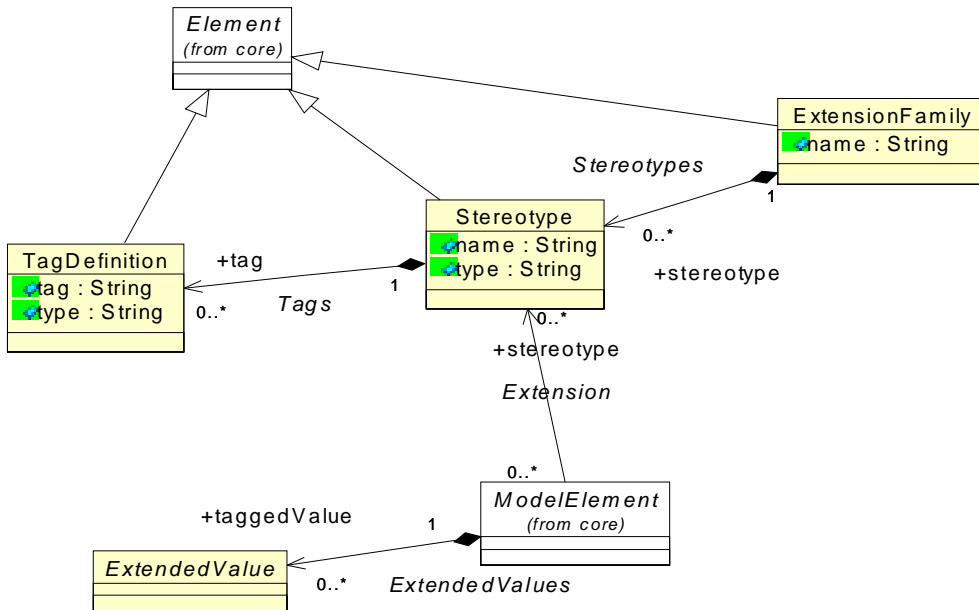 Element
(from core)
ExtensionFamily
name : String
Stereotypes
1
0..*
+stereotype
Stereotype
name : String
type : String
TagDefinition
tag : String
type : String
+tag
1
0..*
Tags
0..*
+stereotype
Extension
0..*
ModelElement
(from core)
+taggedValue
1
ExtendedValue
0..*
ExtendedValues